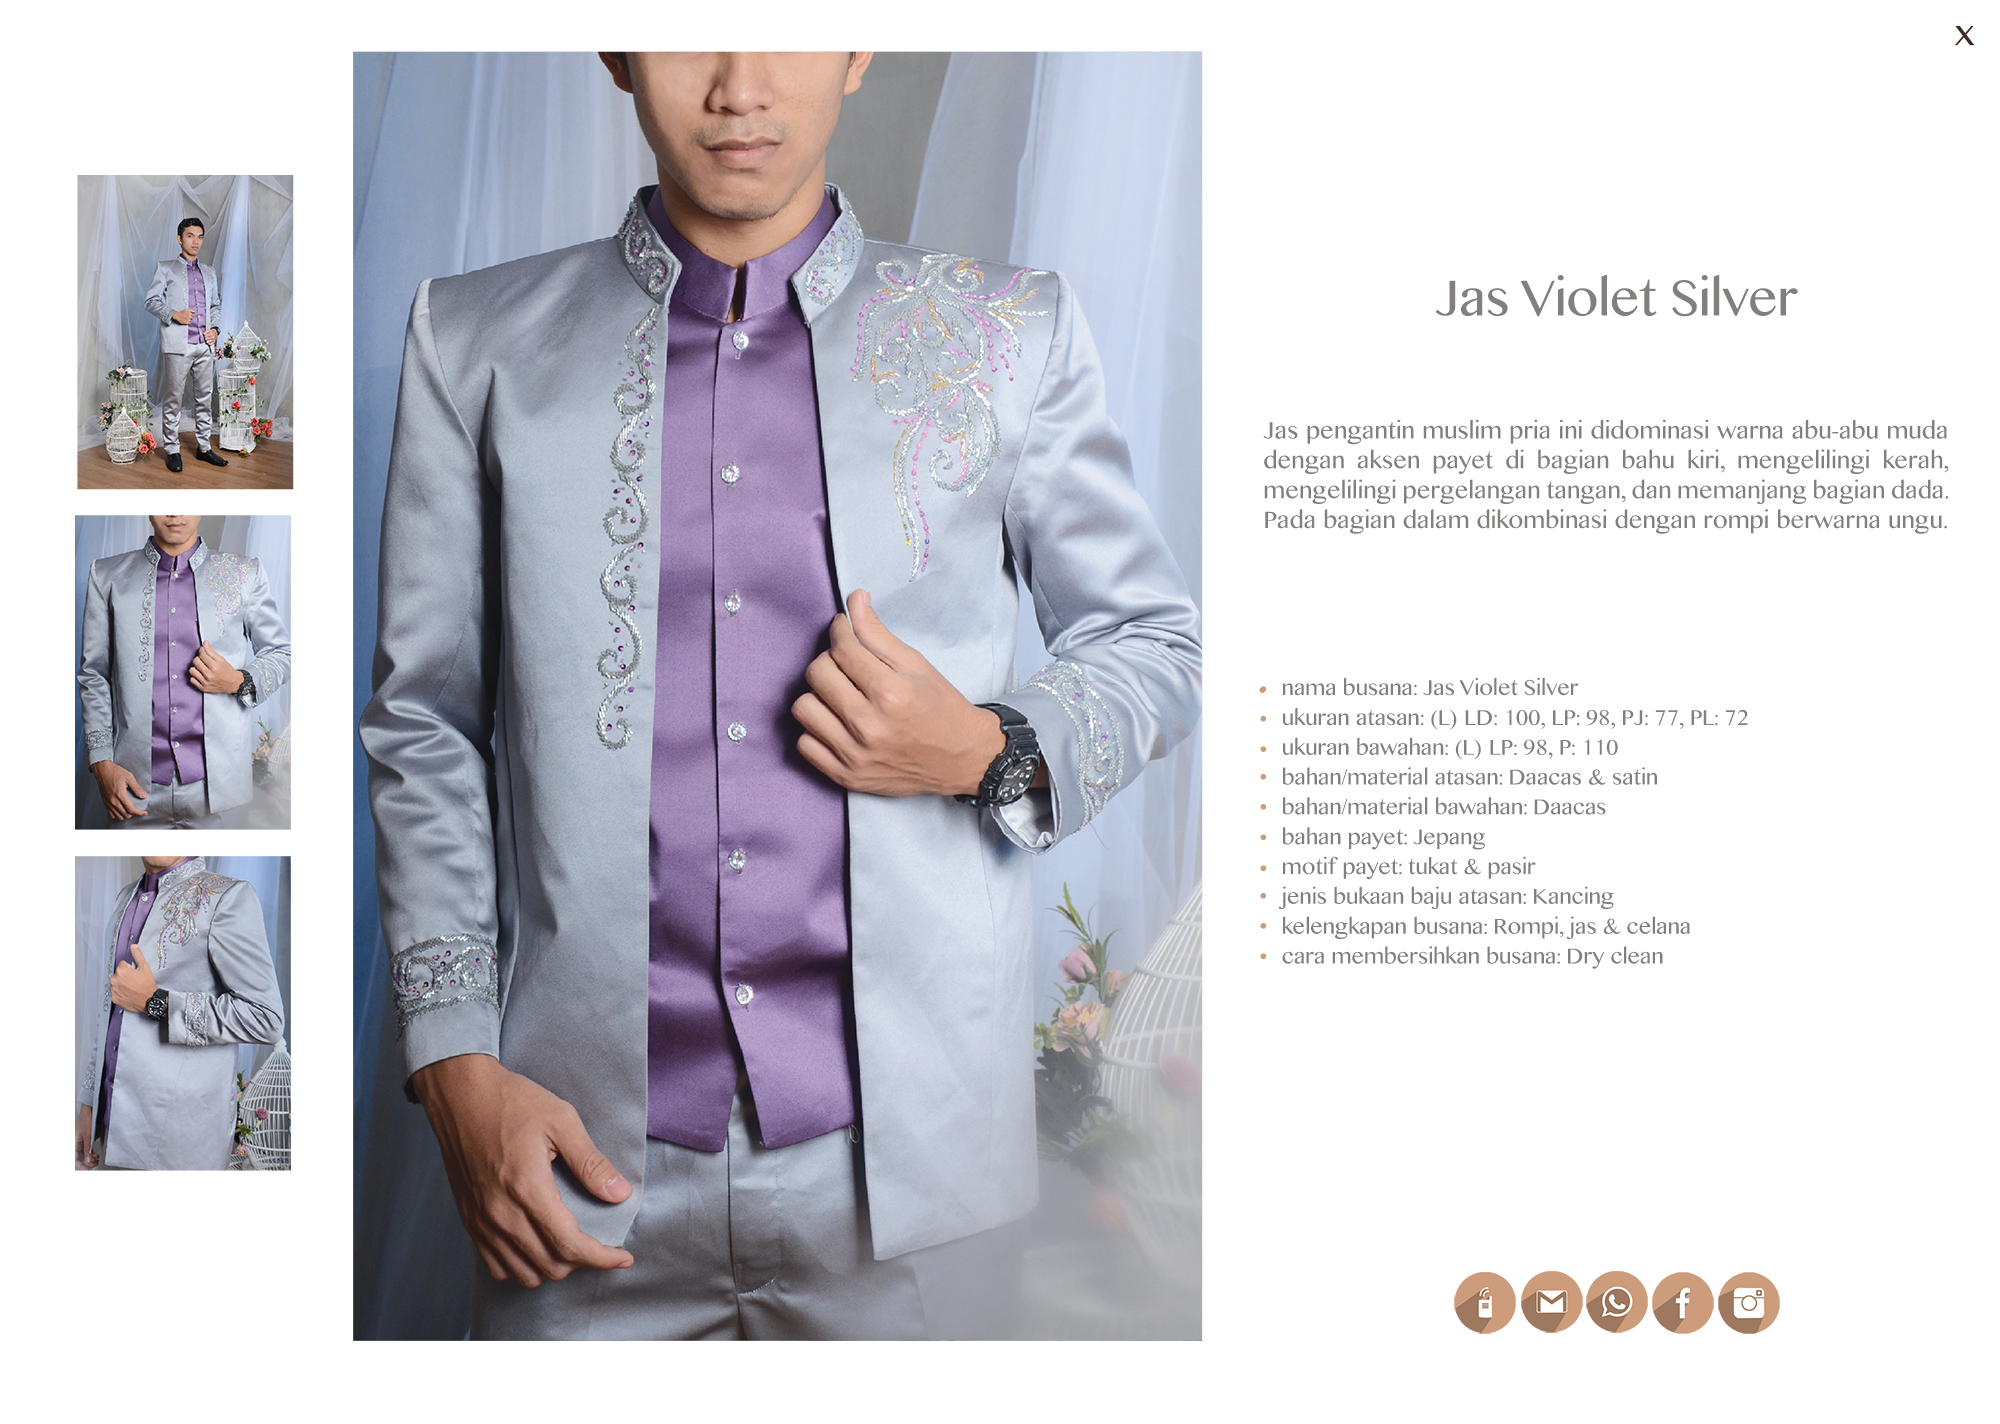 X
Jas Violet Silver
Jas pengantin muslim pria ini didominasi warna abu-abu muda
dengan aksen payet di bagian bahu kiri, mengelilingi kerah,
mengelilingi pergelangan tangan, dan memanjang bagian dada.
Pada bagian dalam dikombinasi dengan rompi berwarna ungu.
• nama busana: Jas Violet Silver
• ukuran atasan: (L) LD: 100, LP: 98, PJ: 77, PL: 72
• ukuran bawahan: (L) LP: 98, P: 110
• bahan/material atasan: Daacas & satin
• bahan/material bawahan: Daacas
• bahan payet: Jepang
• motif payet: tukat & pasir
• jenis bukaan baju atasan: Kancing
• kelengkapan busana: Rompi, jas & celana
• cara membersihkan busana: Dry clean